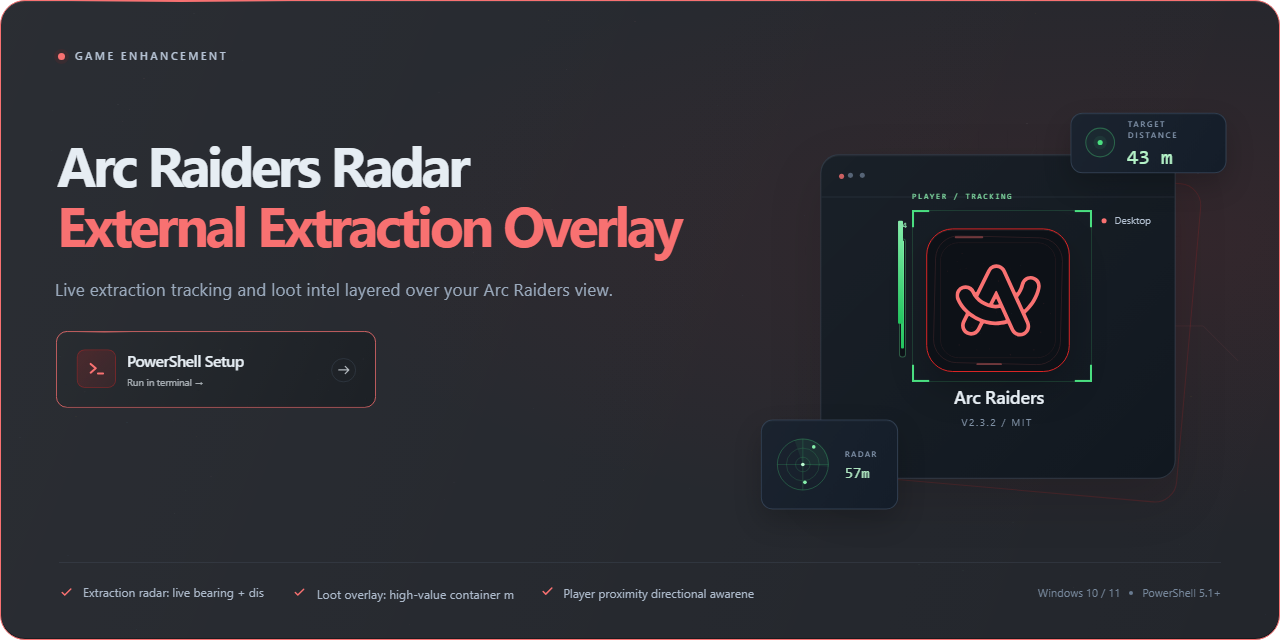 GAME ENHANCEMENT
Arc Raiders Radar
External Extraction Overlay
Live extraction tracking and loot intel layered over your Arc Raiders view.
PowerShell Setup
Run in terminal →
TARGET
DISTANCE
43 m
PLAYER / TRACKING
Desktop
Arc Raiders
V2.3.2 / MIT
RADAR
57m
Extraction radar: live bearing + dis
Loot overlay: high-value container m
Player proximity directional awarene
Windows 10 / 11 • PowerShell 5.1+